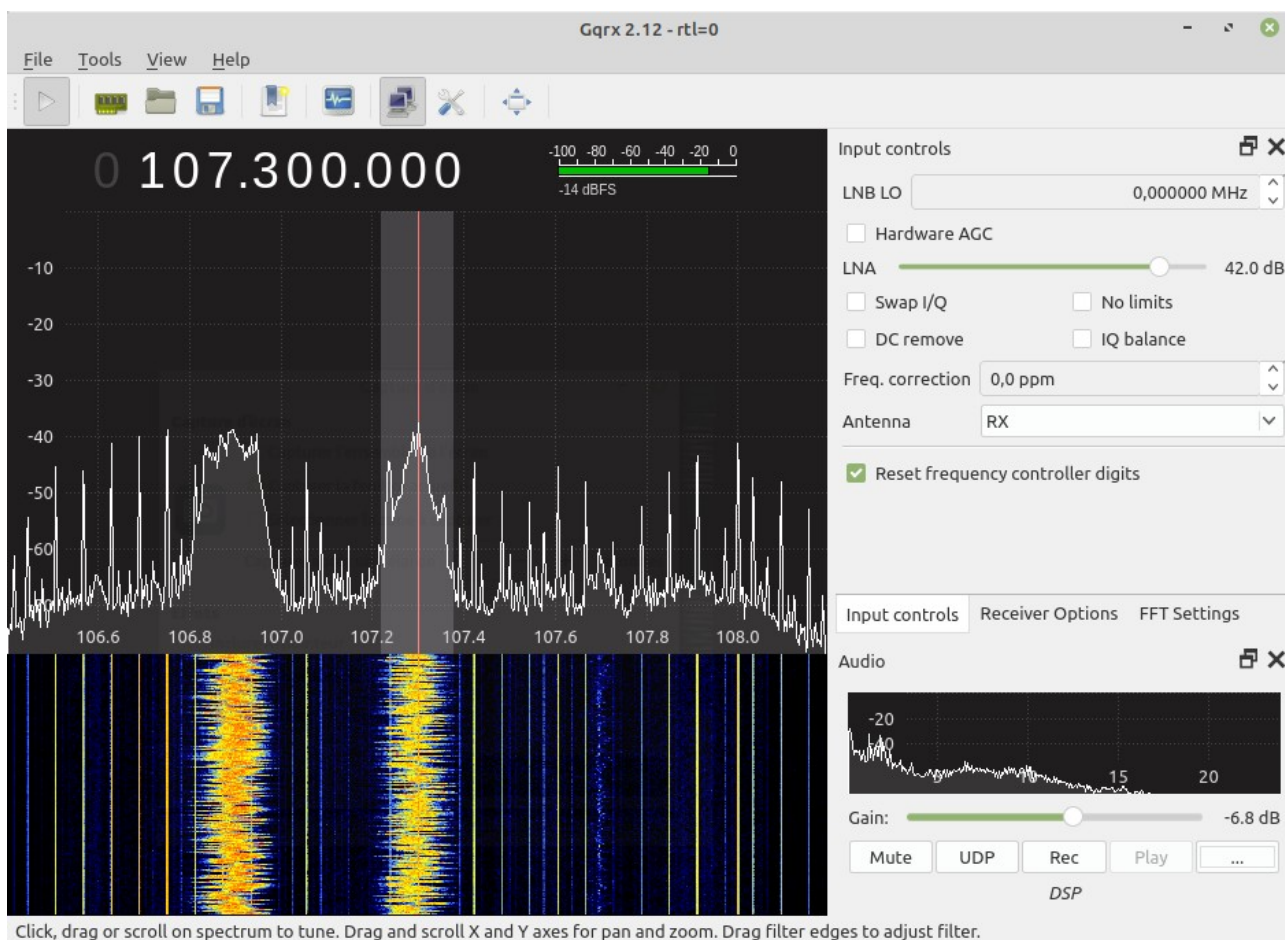 Gqrx 2.12 - rtl=0
File Tools View Help
0 107.300.000
-100 -80 -60 -40 -20 0
-14 dBFS
-10
-20
-30
-40
-50
-60
106.6 106.8 107.0 107.2 107.4 107.6 107.8 108.0
Input controls
LNB LO 0,000000 MHz
Hardware AGC
LNA 42.0 dB
Swap I/Q No limits
DC remove IQ balance
Freq. correction 0,0 ppm
Antenna RX
Reset frequency controller digits
Input controls Receiver Options FFT Settings
Audio
-20
-40
5 10 15 20
Gain: -6.8 dB
Mute UDP Rec Play ...
DSP
Click, drag or scroll on spectrum to tune. Drag and scroll X and Y axes for pan and zoom. Drag filter edges to adjust filter.